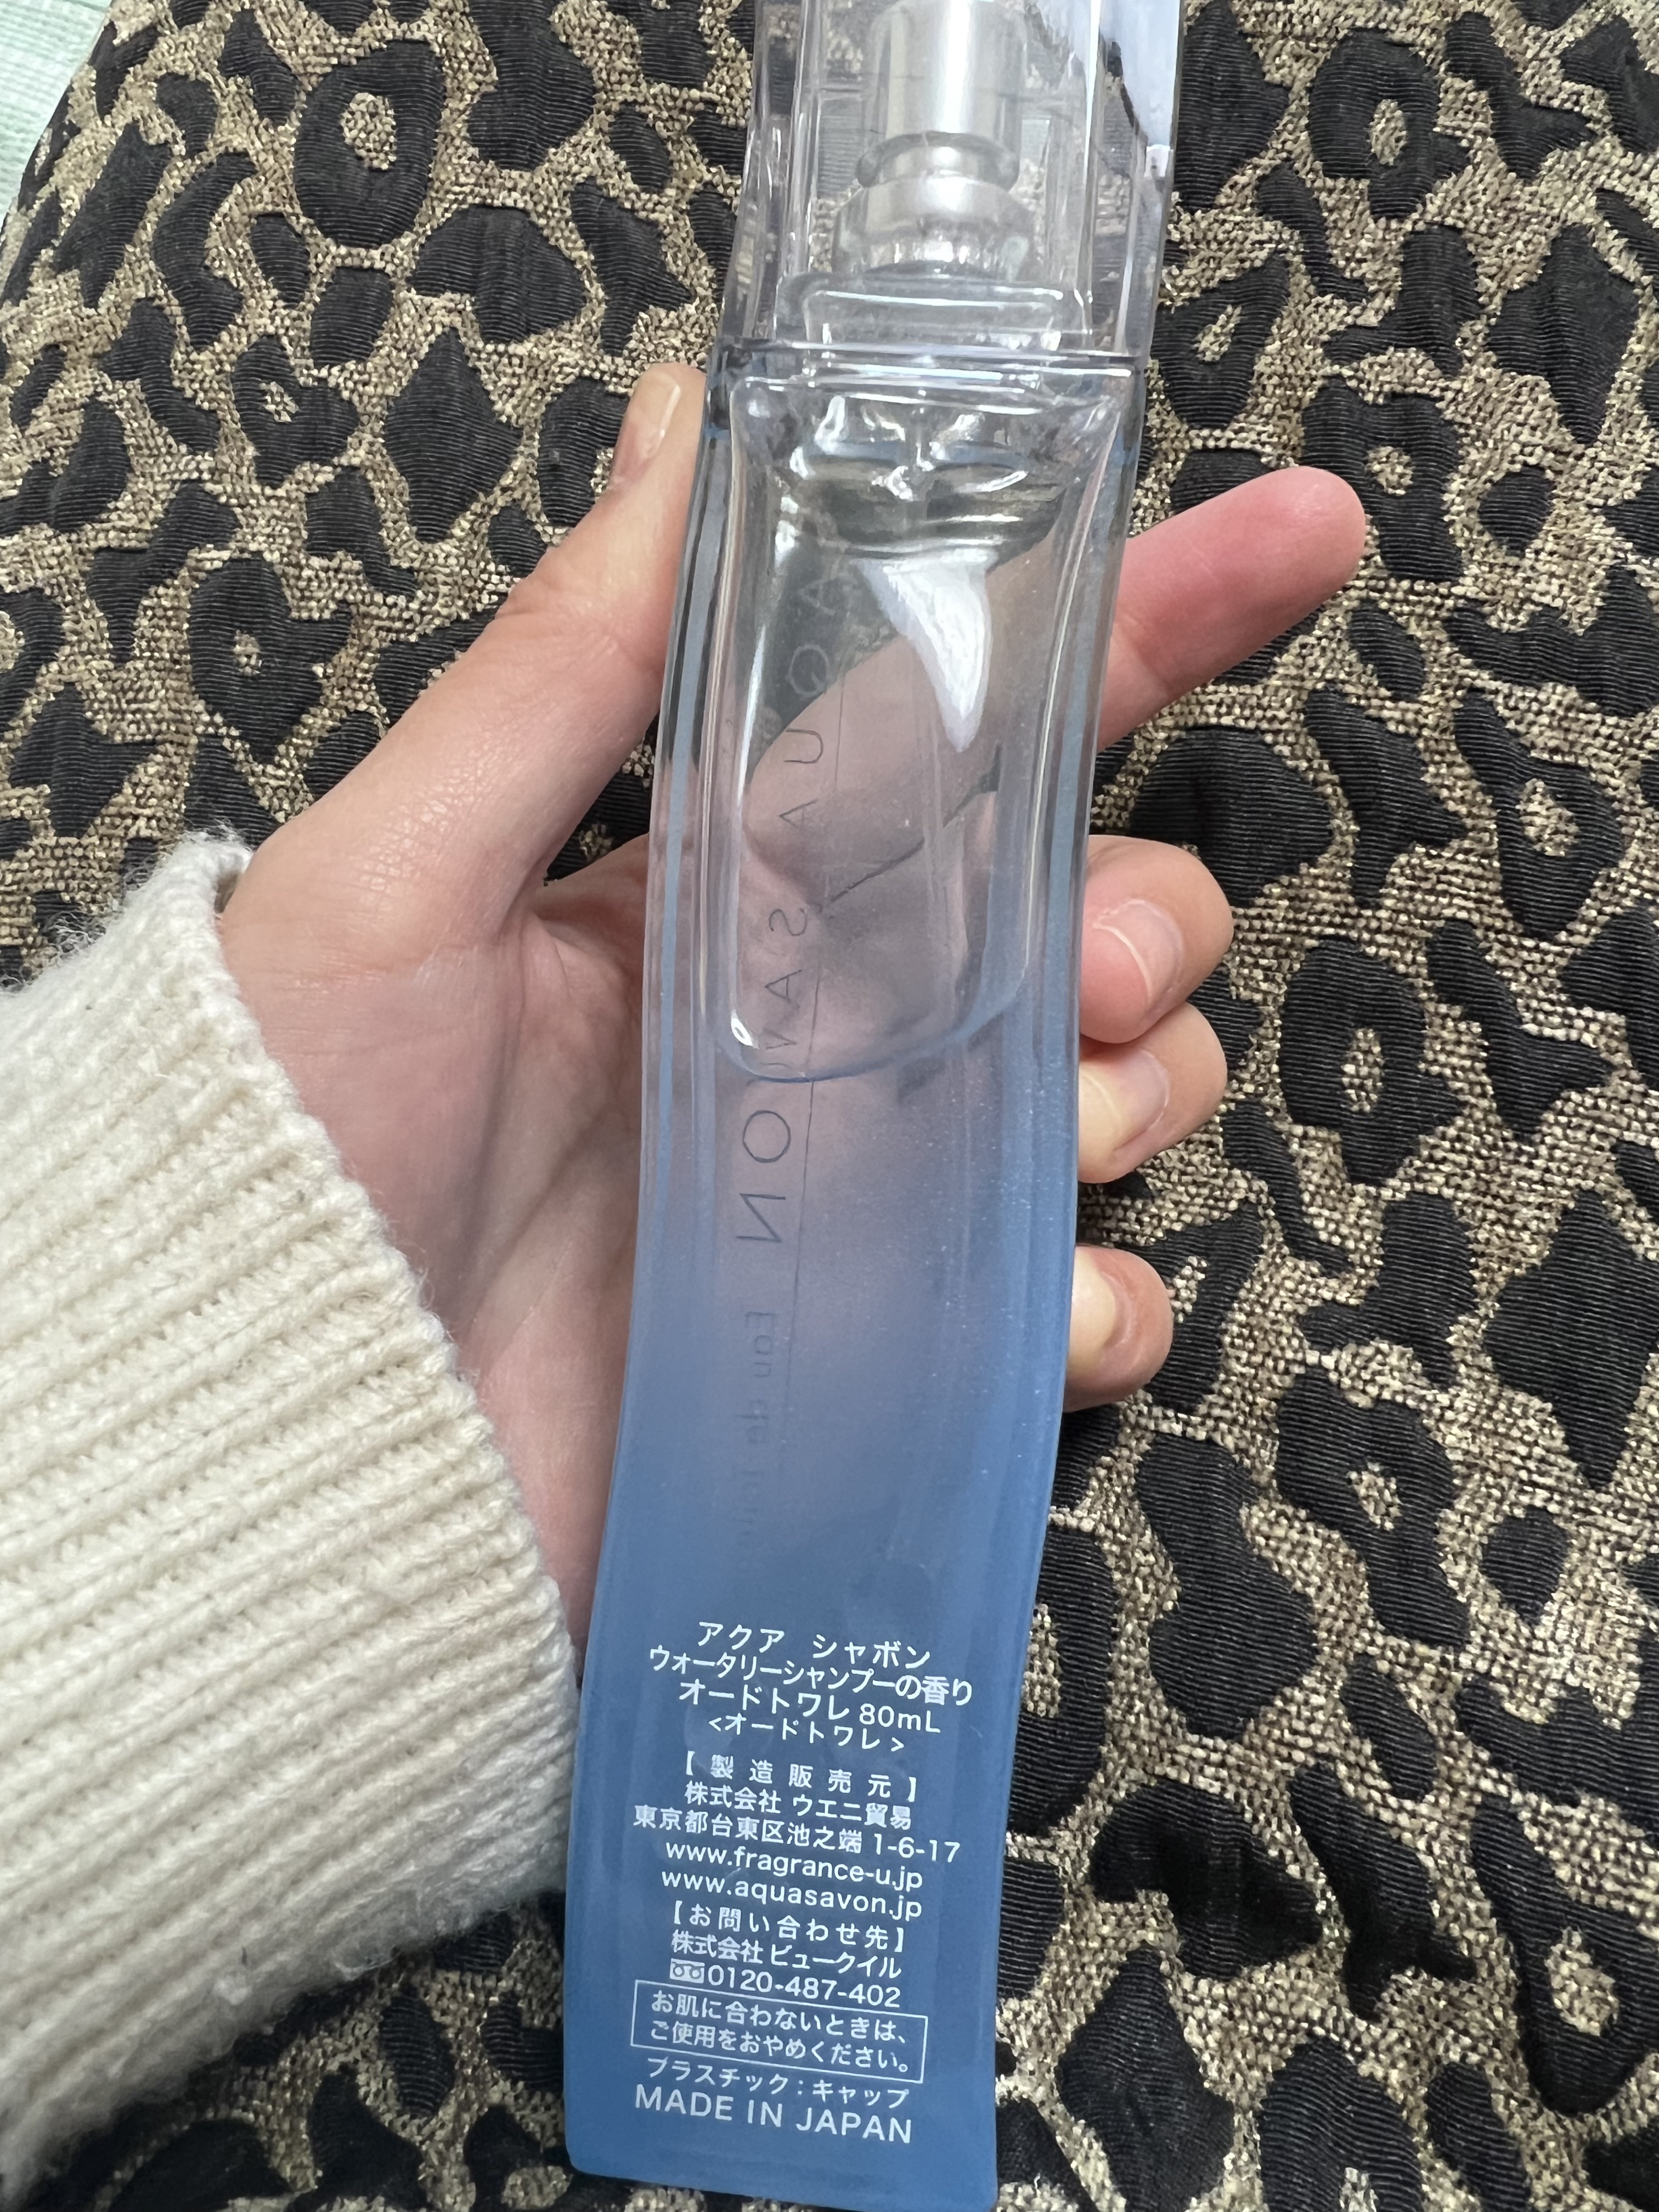 AQUA SAVON Eau de Toilette
アクア シャボン
ウォータリーシャンプーの香り
オードトワレ 80mL
<オードトワレ>
【製造販売元】
株式会社 ウエニ貿易
東京都台東区池之端 1-6-17
www.fragrance-u.jp
www.aquasavon.jp
【お問い合わせ先】
株式会社 ビュークイル
0120-487-402
お肌に合わないときは、
ご使用をおやめください。
プラスチック：キャップ
MADE IN JAPAN